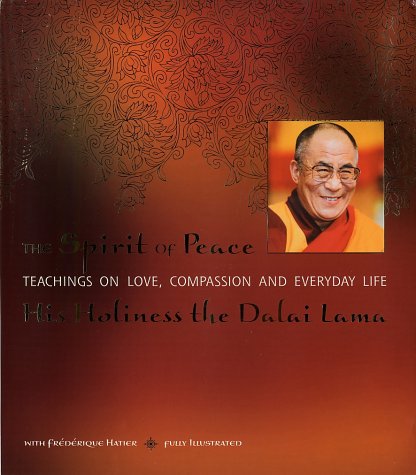 The Spirit of Peace
TEACHINGS ON LOVE, COMPASSION AND EVERYDAY LIFE
His Holiness the Dalai Lama
WITH FRÉDÉRIQUE HATIER FULLY ILLUSTRATED